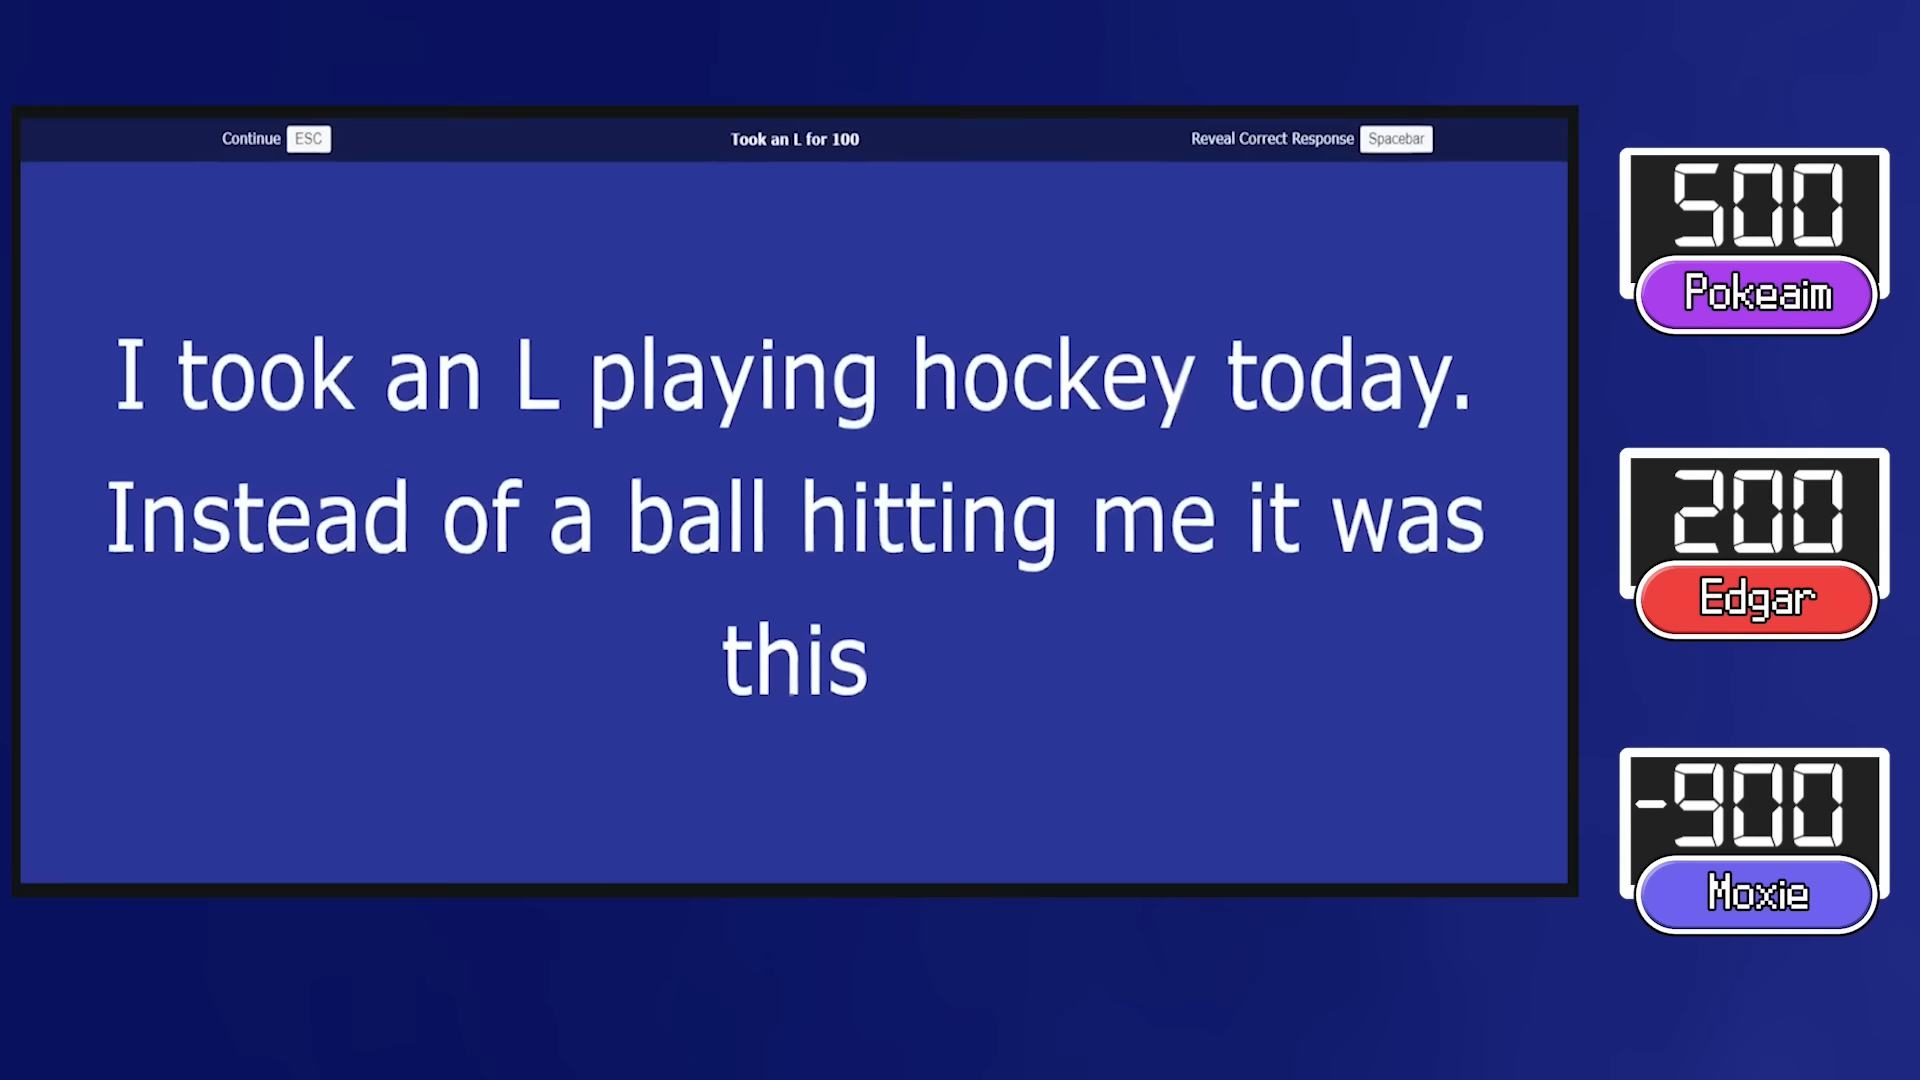 Continue ESC
Took an L for 100
Reveal Correct Response Spacebar
I took an L playing hockey today.
Instead of a ball hitting me it was
this
500
Pokeaim
200
Edgar
-900
Moxie